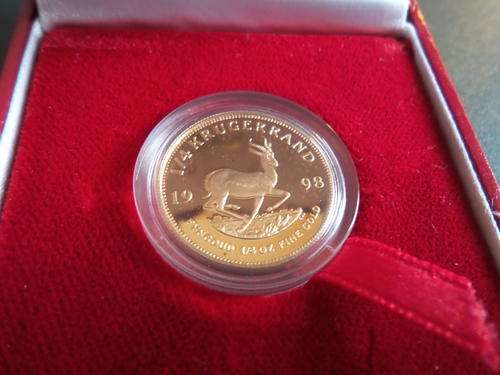 1/4 KRUGERRAND
19 98
FYNGOUD 1/4 OZ FINE GOLD